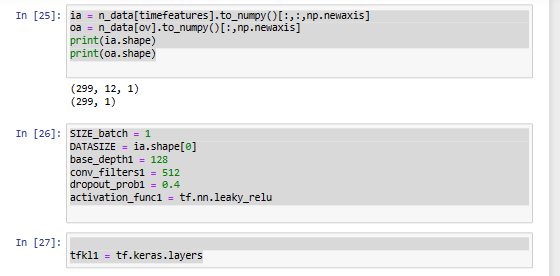 In [25]: ia = n_data[timefeatures].to_numpy()[:,:,np.newaxis]
oa = n_data[ov].to_numpy()[:,np.newaxis]
print(ia.shape)
print(oa.shape)
(299, 12, 1)
(299, 1)
In [26]: SIZE_batch = 1
DATASIZE = ia.shape[0]
base_depth1 = 128
conv_filters1 = 512
dropout_prob1 = 0.4
activation_func1 = tf.nn.leaky_relu
In [27]:
tfkl1 = tf.keras.layers